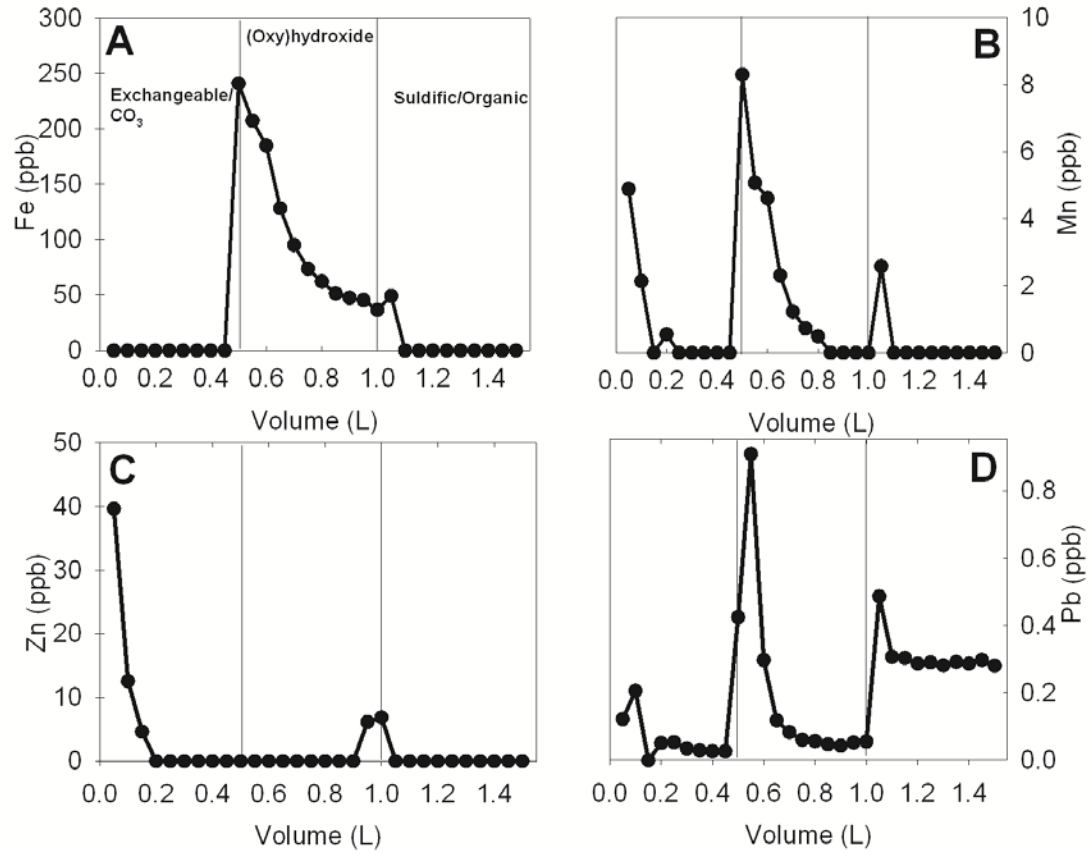 A
300
250
200
150
100
50
0
Fe (ppb)
Exchangeable/
CO3
(Oxy)hydroxide
Suldific/Organic
0.0 0.2 0.4 0.6 0.8 1.0 1.2 1.4
Volume (L)
B
10
8
6
4
2
0
Mn (ppb)
0.0 0.2 0.4 0.6 0.8 1.0 1.2 1.4
Volume (L)
C
50
40
30
20
10
0
Zn (ppb)
0.0 0.2 0.4 0.6 0.8 1.0 1.2 1.4
Volume (L)
D
0.8
0.6
0.4
0.2
0.0
Pb (ppb)
0.0 0.2 0.4 0.6 0.8 1.0 1.2 1.4
Volume (L)